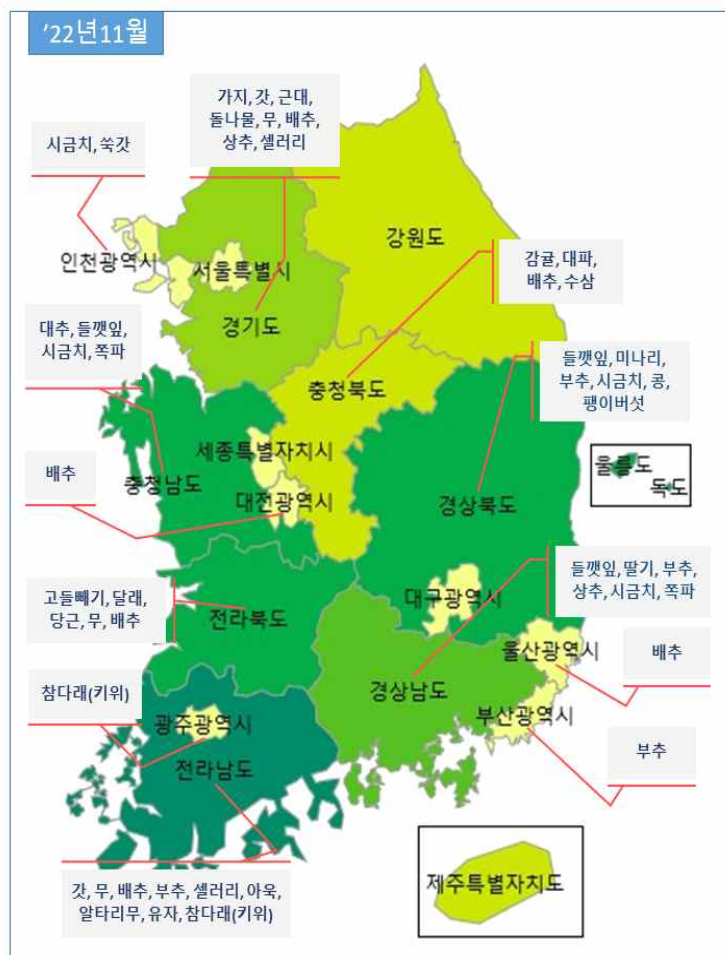 ’22년11월
가지, 갓, 근대,
돌나물, 무, 배추,
상추, 셀러리
시금치, 쑥갓
강원도
인천광역시
서울특별시
감귤, 대파,
배추, 수삼
경기도
대추, 들깻잎,
시금치, 쪽파
들깻잎, 미나리,
부추, 시금치, 콩,
팽이버섯
충청북도
세종특별자치시
울릉도
독도
배추
충청남도
대전광역시
경상북도
들깻잎, 딸기, 부추,
상추, 시금치, 쪽파
고들빼기, 달래,
당근, 무, 배추
대구광역시
전라북도
울산광역시
배추
경상남도
참다래(키위)
부산광역시
광주광역시
부추
전라남도
갓, 무, 배추, 부추, 셀러리, 아욱,
알타리무, 유자, 참다래(키위)
제주특별자치도